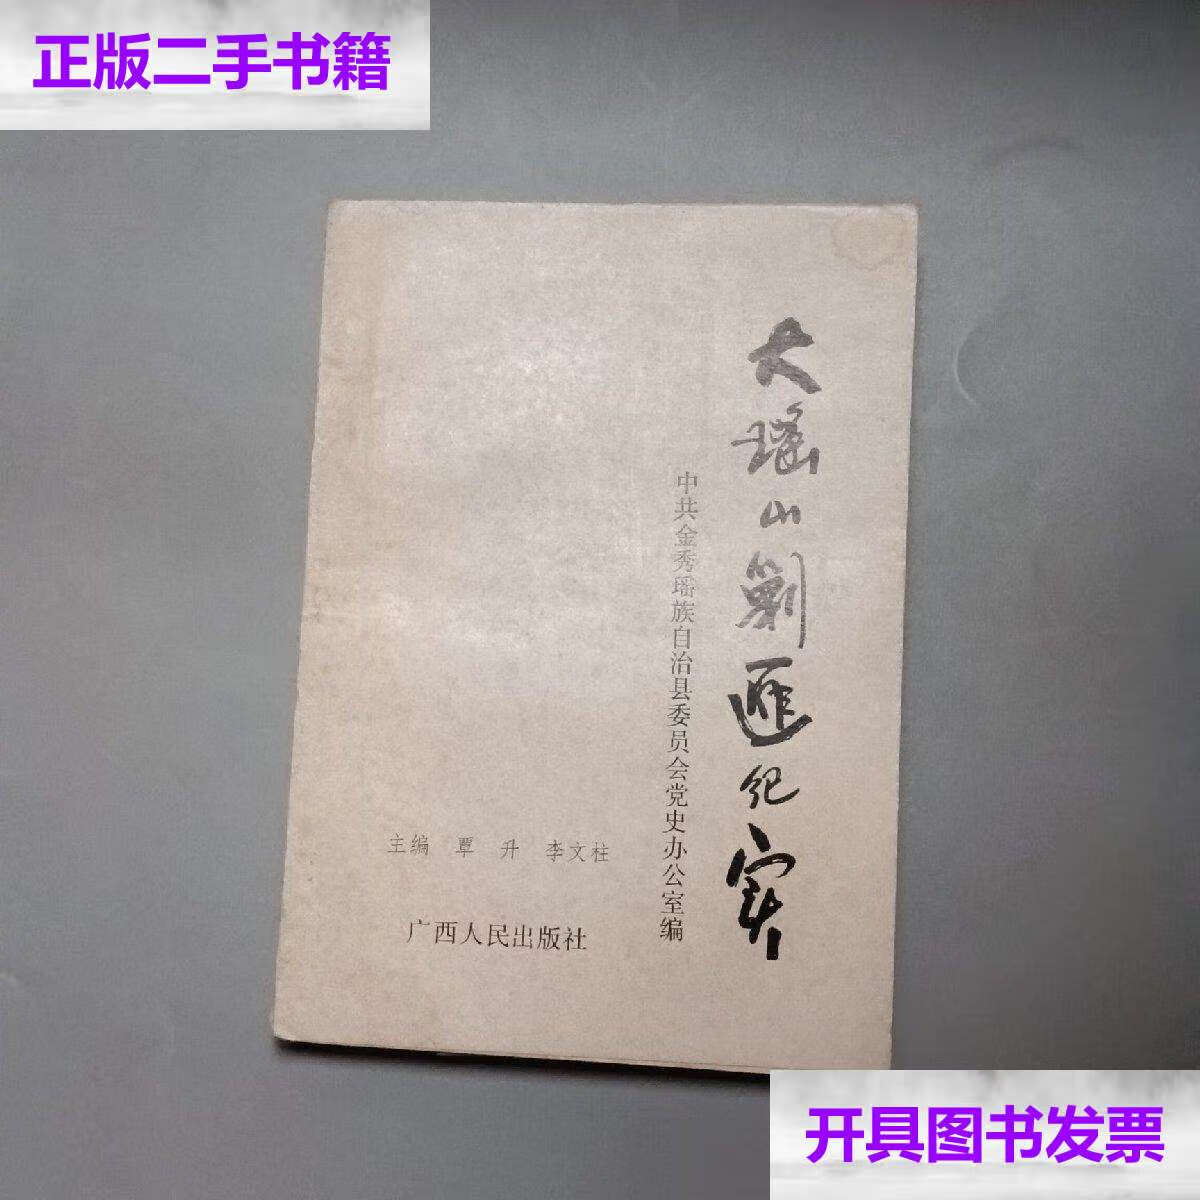 正版二手书籍
大瑶山剿匪纪实
中共金秀瑶族自治县委员会党史办公室编
主编 覃 升 李文柱
广西人民出版社
开具图书发票